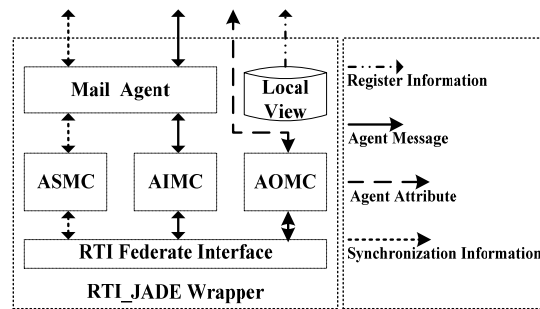 Mail Agent
Local
View
ASMC
AIMC
AOMC
RTI Federate Interface
RTI_JADE Wrapper
Register Information
Agent Message
Agent Attribute
Synchronization Information